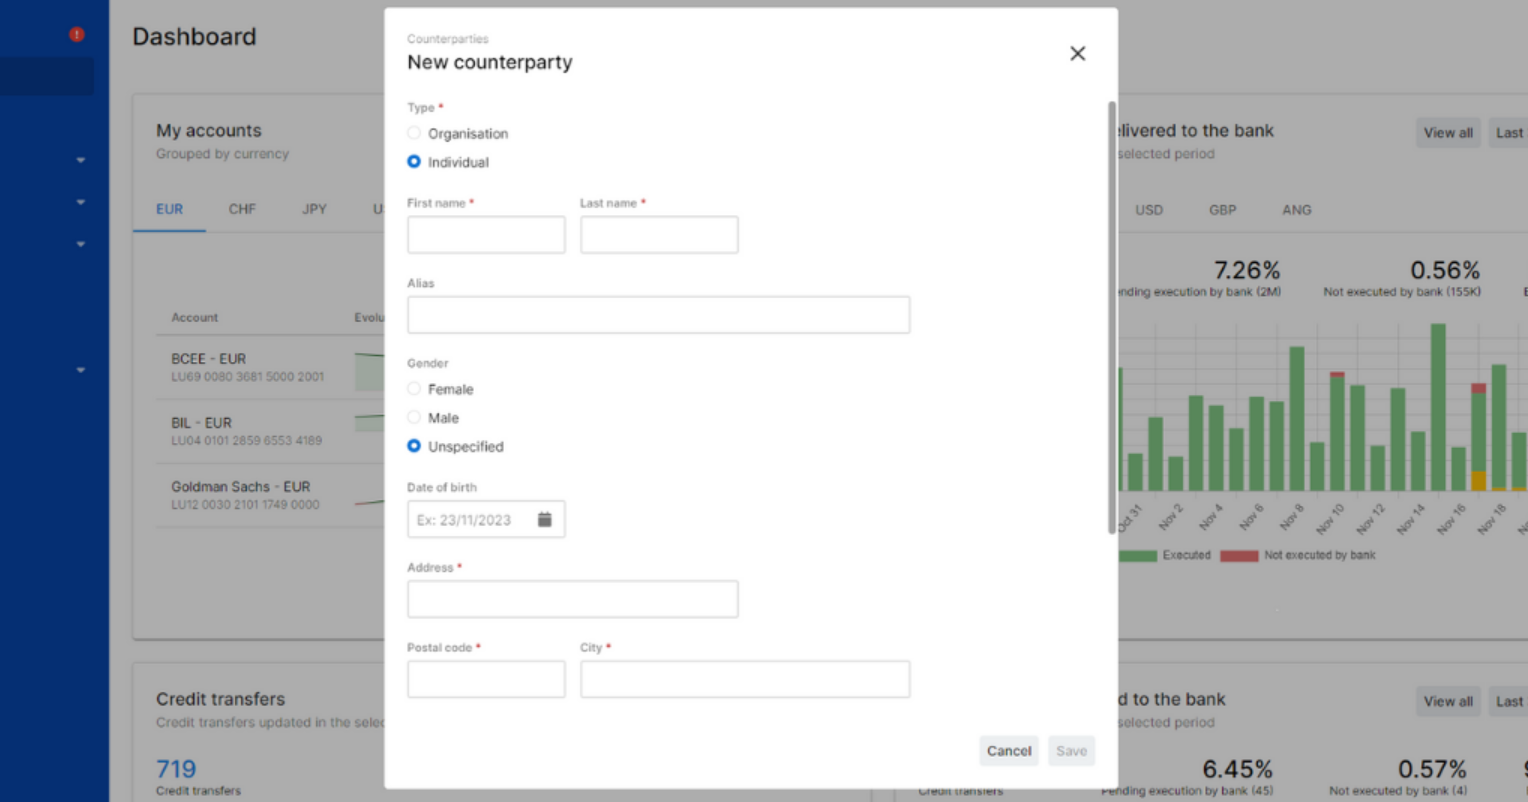 !
Dashboard
My accounts
Grouped by currency
EUR CHF JPY
Account
BCEE - EUR
LU69 0080 3681 5000 2001
BIL - EUR
LU04 0101 2859 6553 4189
Goldman Sachs - EUR
LU12 0030 2101 1749 0000
Credit transfers
Credit transfers updated in the
719
Credit transfers
Counterparties
New counterparty
Type *
Organisation
Individual
First name * Last name *
Alias
Gender
Female
Male
Unspecified
Date of birth
Ex: 23/11/2023
Address *
Postal code * City *
Cancel Save
to the bank
selected period
View all Last
USD GBP ANG
7.26% 0.56%
execution by bank (2M) Not executed by bank (155K)
Oct 31 Nov 2 Nov 4 Nov 6 Nov 8 Nov 10 Nov 12 Nov 14 Nov 16 Nov 18
Executed Not executed by bank
to the bank
selected period
View all Last
6.45% 0.57%
Credit transfers Pending execution by bank (45) Not executed by bank (4)